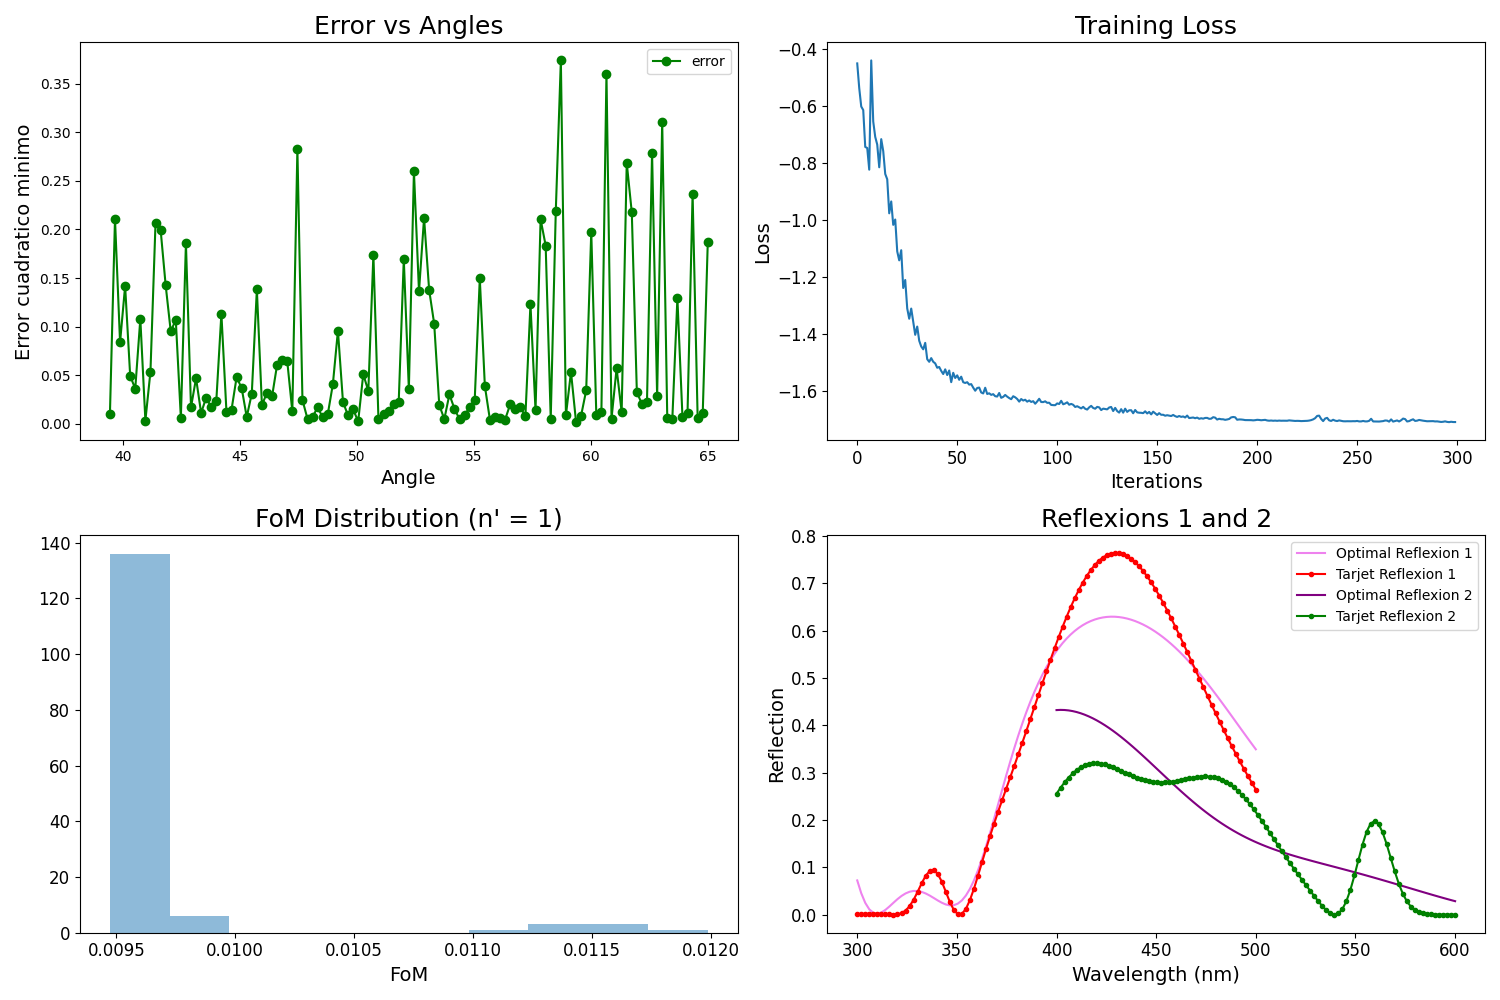 Error vs Angles
error
Error cuadratico minimo
0.35
0.30
0.25
0.20
0.15
0.10
0.05
0.00
40 45 50 55 60 65
Angle
Training Loss
Loss
−0.4
−0.6
−0.8
−1.0
−1.2
−1.4
−1.6
0 50 100 150 200 250 300
Iterations
FoM Distribution (n' = 1)
140
120
100
80
60
40
20
0
0.0095 0.0100 0.0105 0.0110 0.0115 0.0120
FoM
Reflexions 1 and 2
Optimal Reflexion 1
Tarjet Reflexion 1
Optimal Reflexion 2
Tarjet Reflexion 2
Reflection
0.8
0.7
0.6
0.5
0.4
0.3
0.2
0.1
0.0
300 350 400 450 500 550 600
Wavelength (nm)